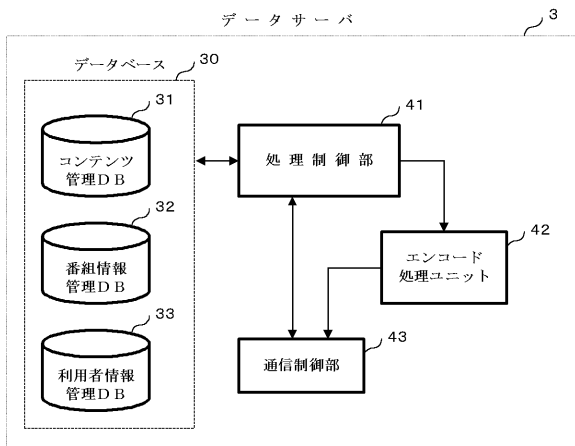 データサーバ
3
データベース
30
31
コンテンツ
管理DB
32
番組情報
管理DB
33
利用者情報
管理DB
41
処理制御部
42
エンコード
処理ユニット
43
通信制御部